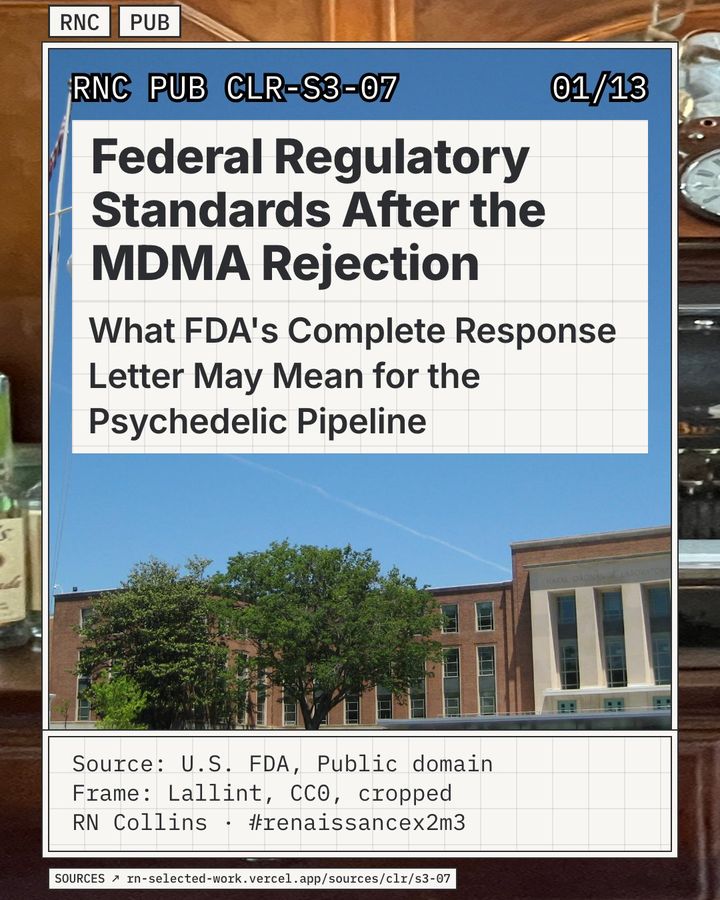 RNC PUB
RNC PUB CLR-S3-07 01/13
Federal Regulatory
Standards After the
MDMA Rejection
What FDA's Complete Response
Letter May Mean for the
Psychedelic Pipeline
Source: U.S. FDA, Public domain
Frame: Lallint, CC0, cropped
RN Collins · #renaissancex2m3
SOURCES ↗ rn-selected-work.vercel.app/sources/clr/s3-07